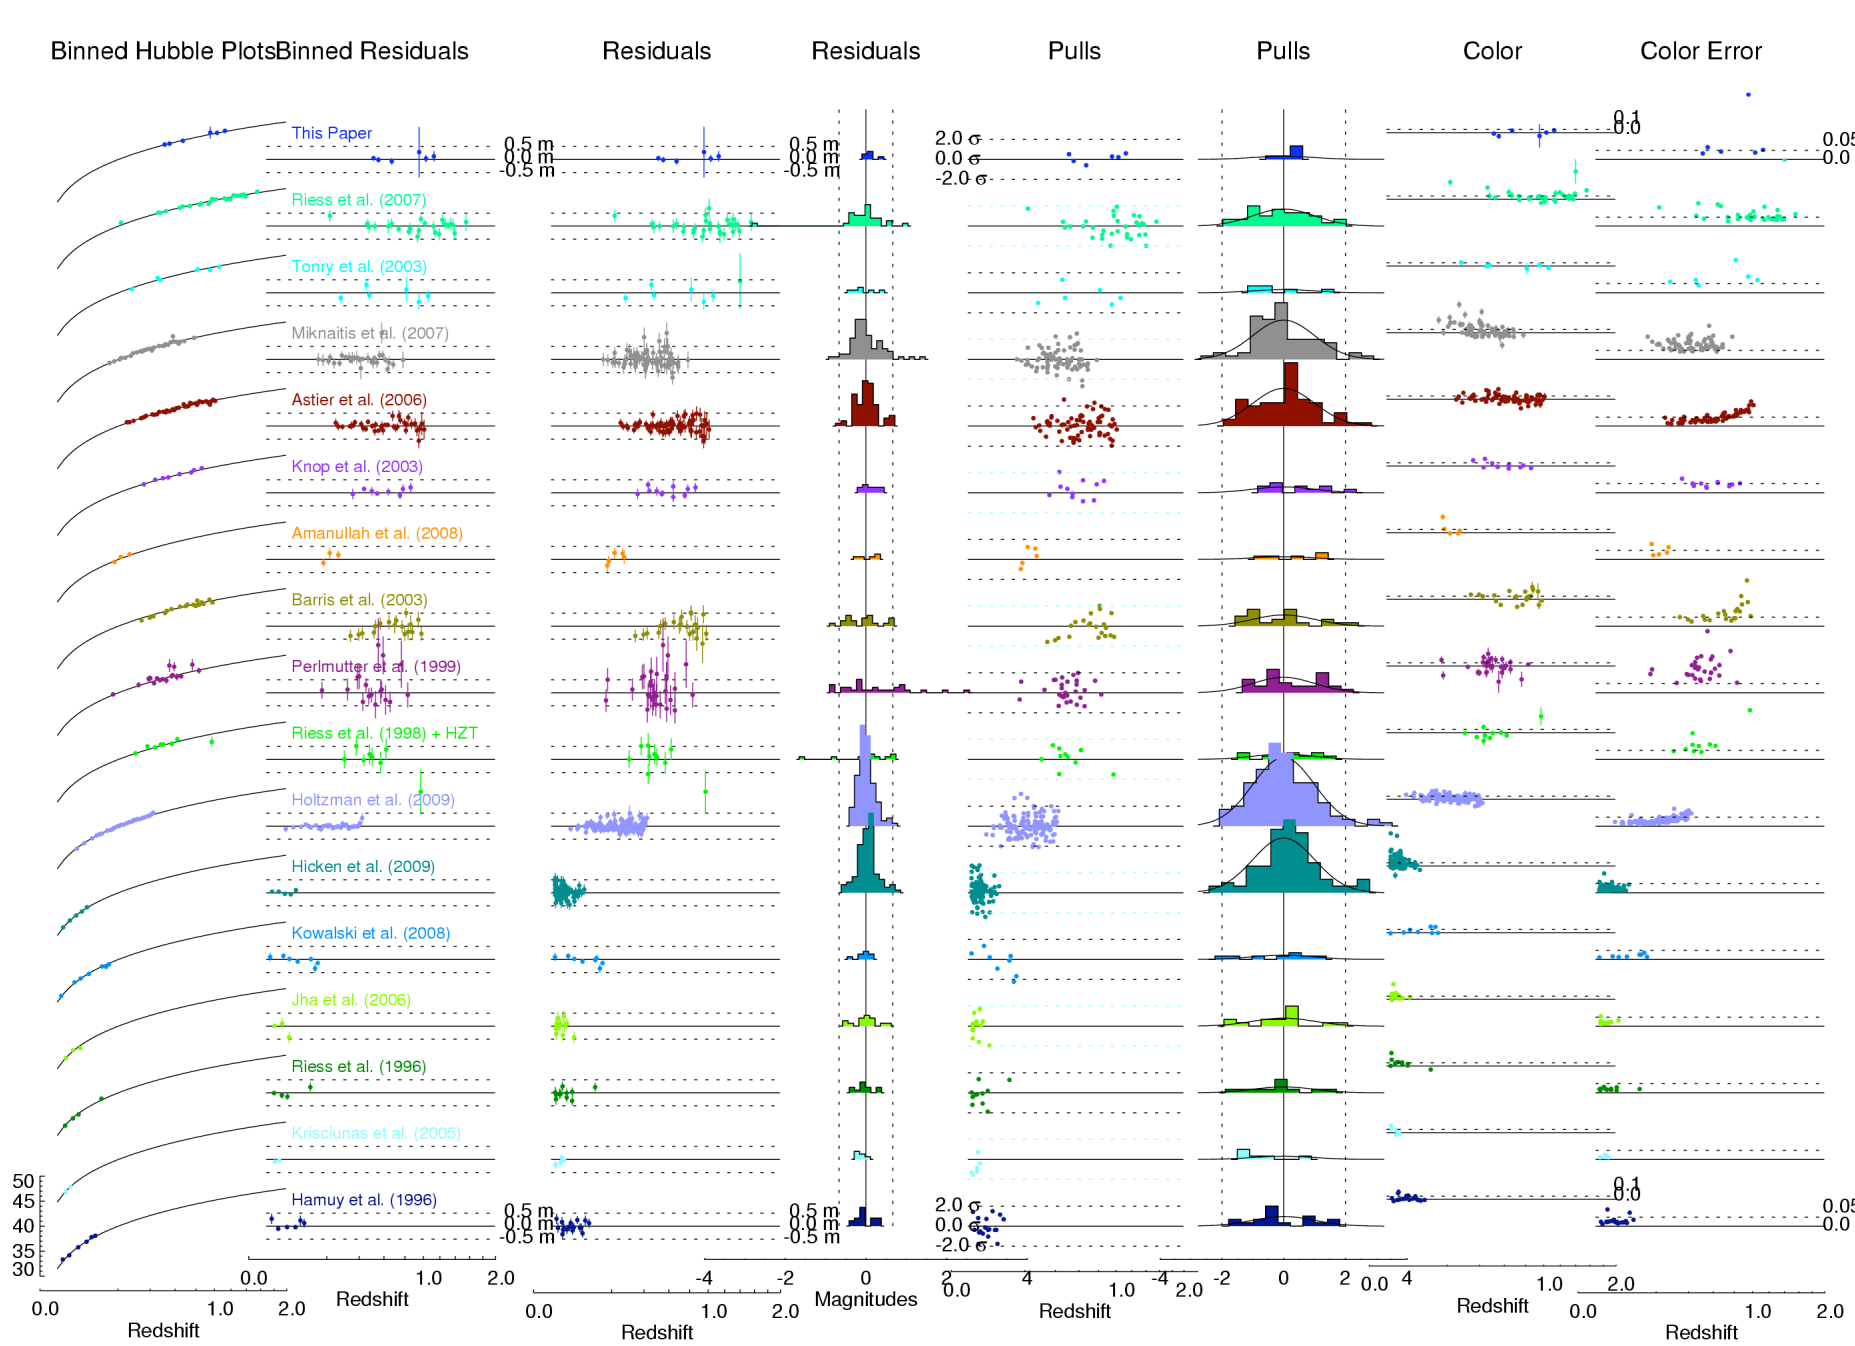 Binned Hubble Plots Binned Residuals Residuals Residuals Pulls Pulls Color Color Error
This Paper
0.5 m 0.5 m 2.0 σ 0.1
0.0 m 0.0 m 0.0 σ 0.0 0.05
-0.5 m -0.5 m -2.0 σ 0.0
Riess et al. (2007)
Tonry et al. (2003)
Miknaitis et al. (2007)
Astier et al. (2006)
Knop et al. (2003)
Amanullah et al. (2008)
Barris et al. (2003)
Perlmutter et al. (1999)
Riess et al. (1998) + HZT
Holtzman et al. (2009)
Hicken et al. (2009)
Kowalski et al. (2008)
Jha et al. (2006)
Riess et al. (1996)
Krisciunas et al. (2005)
Hamuy et al. (1996)
50
45
40
35
30
0.5 m 0.5 m 2.0 σ 0.1
0.0 m 0.0 m 0.0 σ 0.0 0.05
-0.5 m -0.5 m -2.0 σ 0.0
0.0 1.0 2.0 -4 -2 0 2 4 -4 -2 0 2 4 0.0 1.0 2.0
0.0 1.0 2.0 0.0 1.0 2.0 0.0 1.0 2.0 0.0 1.0 2.0
Redshift Magnitudes Redshift Redshift
Redshift Redshift Redshift